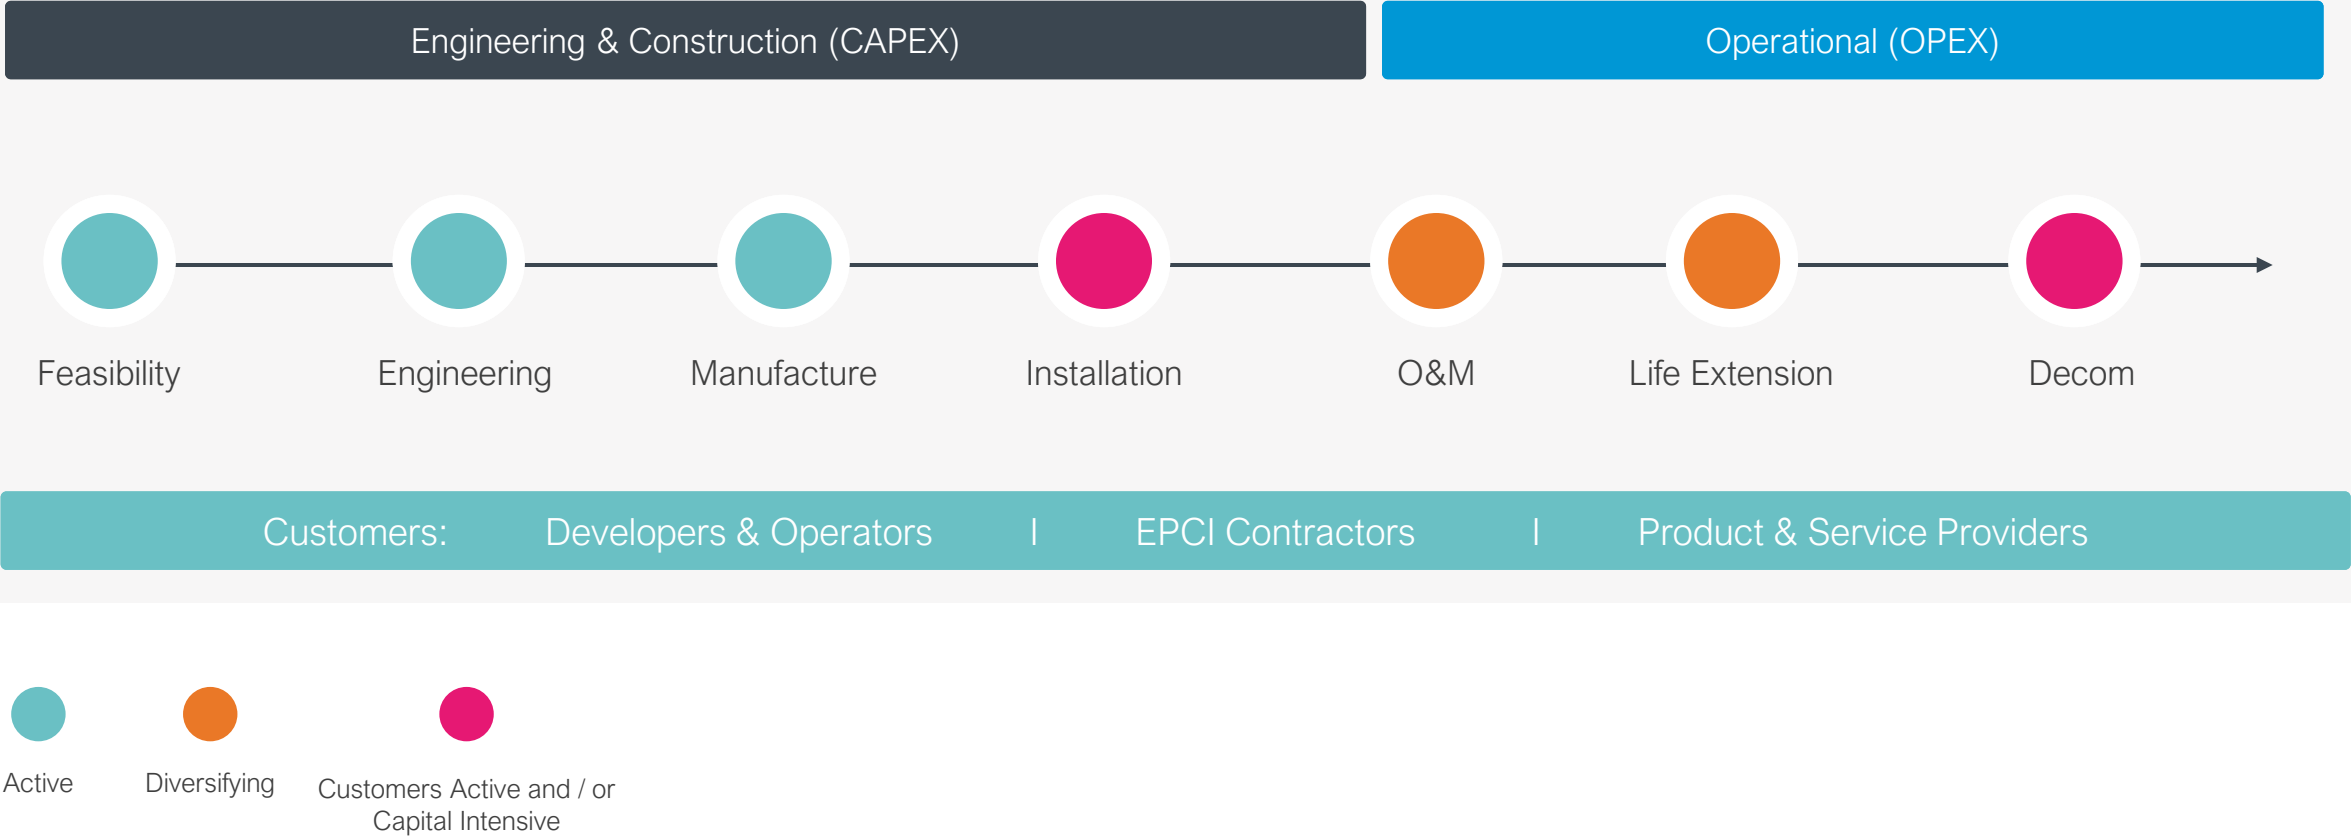 Engineering & Construction (CAPEX)
Operational (OPEX)
Feasibility
Engineering
Manufacture
Installation
O&M
Life Extension
Decom
Customers: Developers & Operators | EPCI Contractors | Product & Service Providers
Active
Diversifying
Customers Active and / or
Capital Intensive